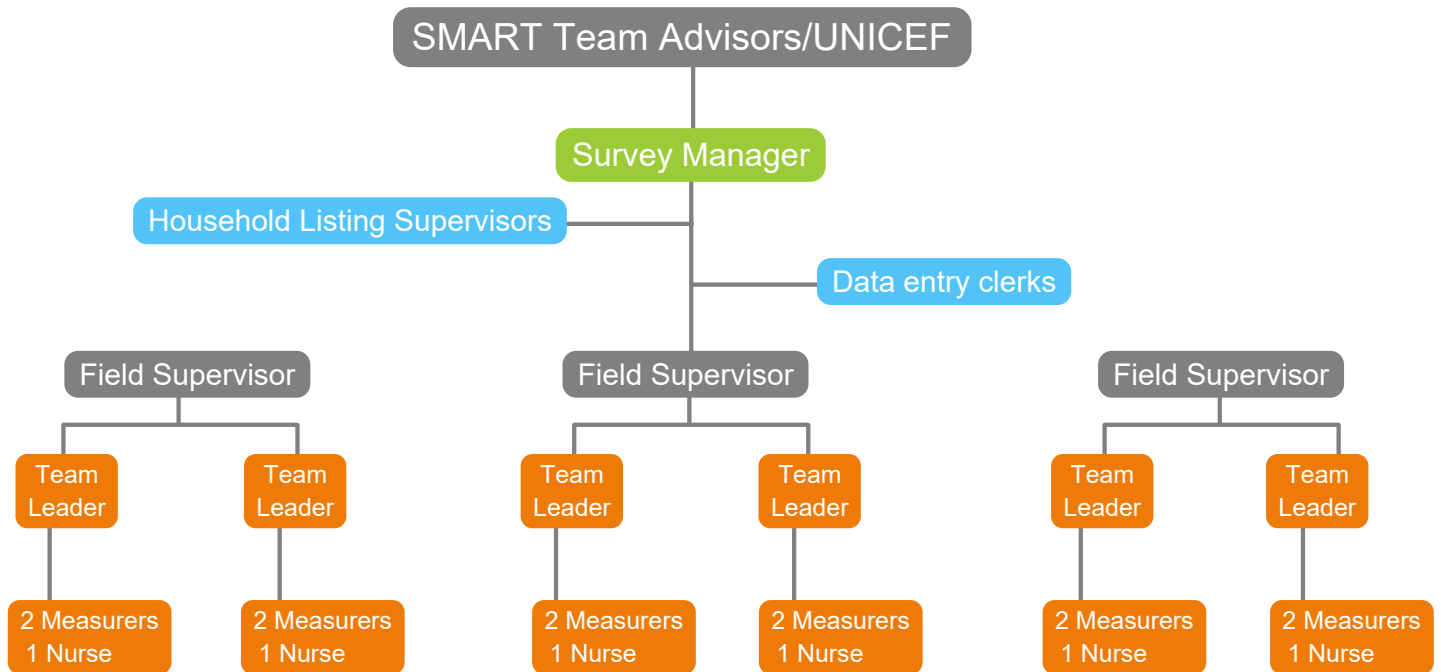 SMART Team Advisors/UNICEF
Survey Manager
Household Listing Supervisors
Data entry clerks
Field Supervisor
Field Supervisor
Field Supervisor
Team
Leader
Team
Leader
Team
Leader
Team
Leader
Team
Leader
Team
Leader
2 Measurers
1 Nurse
2 Measurers
1 Nurse
2 Measurers
1 Nurse
2 Measurers
1 Nurse
2 Measurers
1 Nurse
2 Measurers
1 Nurse